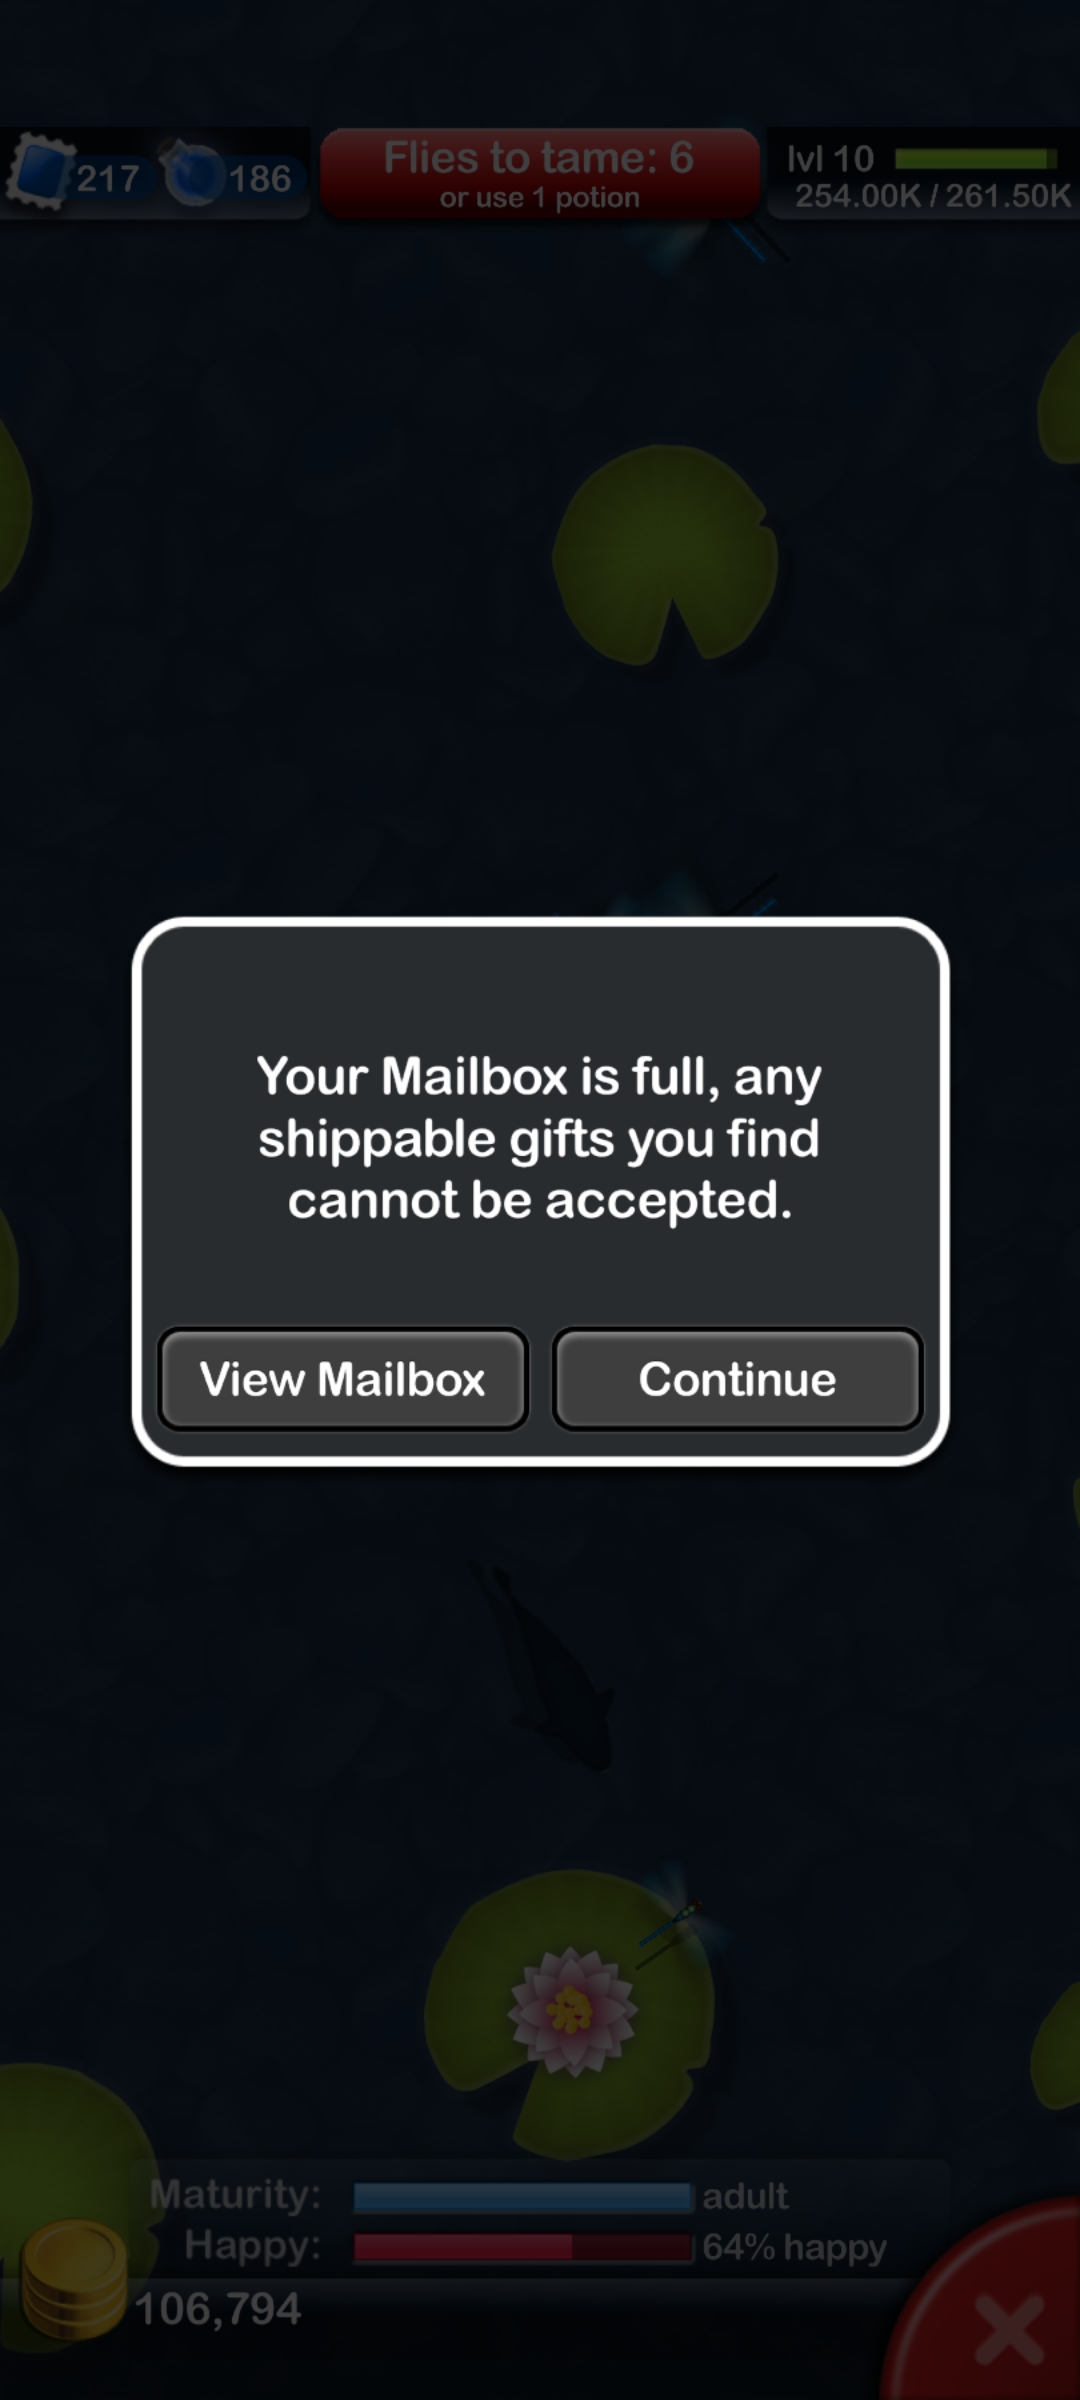 217
186
Flies to tame: 6
or use 1 potion
lvl 10
254.00K / 261.50K
Your Mailbox is full, any
shippable gifts you find
cannot be accepted.
View Mailbox
Continue
Maturity:
adult
Happy:
64% happy
106,794